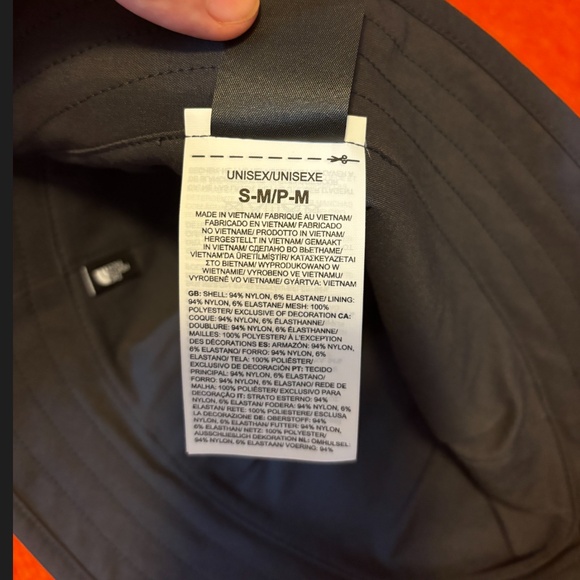 UNISEX/UNISEXE
S-M/P-M
MADE IN VIETNAM/ FABRIQUÉ AU VIETNAM/
FABRICADO EN VIETNAM/ FABRICADO
NO VIETNAME/ PRODOTTO IN VIETNAM/
HERGESTELLT IN VIETNAM/ GEMAAKT
IN VIETNAM/ СДЕЛАНО ВО ВЬЕТНАМЕ/
VIETNAM'DA ÜRETİLMİŞTİR/ ΚΑΤΑΣΚΕΥΑΖΕΤΑΙ
ΣΤΟ ΒΙΕΤΝΑΜ/ WYPRODUKOWANO W
WIETNAMIE/ VYROBENO VE VIETNAMU/
VYROBENÉ VO VIETNAME/ GYÁRTVA: VIETNAM
GB: SHELL: 94% NYLON, 6% ELASTANE/ LINING:
94% NYLON, 6% ELASTANE/ MESH: 100%
POLYESTER/ EXCLUSIVE OF DECORATION CA:
COQUE: 94% NYLON, 6% ÉLASTHANNE/
DOUBLURE: 94% NYLON, 6% ÉLASTHANNE/
MAILLES: 100% POLYESTER/ À L'EXCEPTION
DES DÉCORATIONS ES: ARMAZÓN: 94% NYLON,
6% ELASTANO/ FORRO: 94% NYLON, 6%
ELASTANO/ TELA: 100% POLIÉSTER/
EXCLUSIVO DE DECORACIÓN PT: TECIDO
PRINCIPAL: 94% NYLON, 6% ELASTANO/
FORRO: 94% NYLON, 6% ELASTANO/ REDE DE
MALHA: 100% POLIÉSTER/ EXCLUSIVO PARA
DECORAÇÃO IT: STRATO ESTERNO: 94%
NYLON, 6% ELASTAN/ FODERA: 94% NYLON, 6%
ELASTAN/ RETE: 100% POLIESTERE/ ESCLUSA
LA DECORAZIONE DE: OBERSTOFF: 94%
NYLON, 6% ELASTHAN/ FUTTER: 94% NYLON,
6% ELASTHAN/ NETZ: 100% POLYESTER/
AUSSCHLIESSLICH DEKORATION NL: OMHULSEL:
94% NYLON, 6% ELASTAAN/ VOERING: 94%